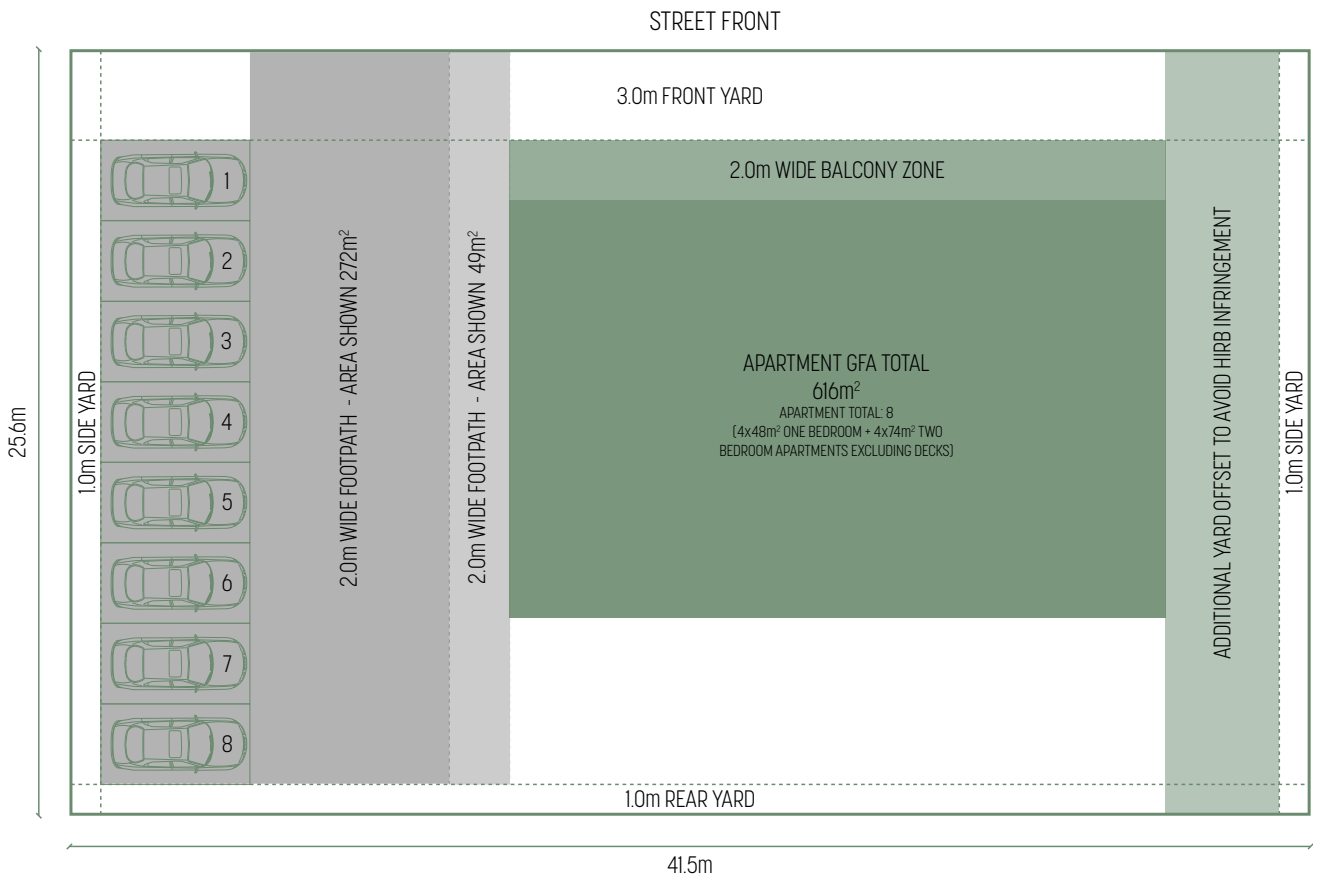 STREET FRONT
3.0m FRONT YARD
2.0m WIDE BALCONY ZONE
1
2
3
4
5
6
7
8
25.6m
1.0m SIDE YARD
2.0m WIDE FOOTPATH - AREA SHOWN 272m²
2.0m WIDE FOOTPATH - AREA SHOWN 49m²
APARTMENT GFA TOTAL
616m²
APARTMENT TOTAL: 8
(4x48m² ONE BEDROOM + 4x74m² TWO
BEDROOM APARTMENTS EXCLUDING DECKS)
ADDITIONAL YARD OFFSET TO AVOID HIRB INFRINGEMENT
1.0m SIDE YARD
1.0m REAR YARD
41.5m